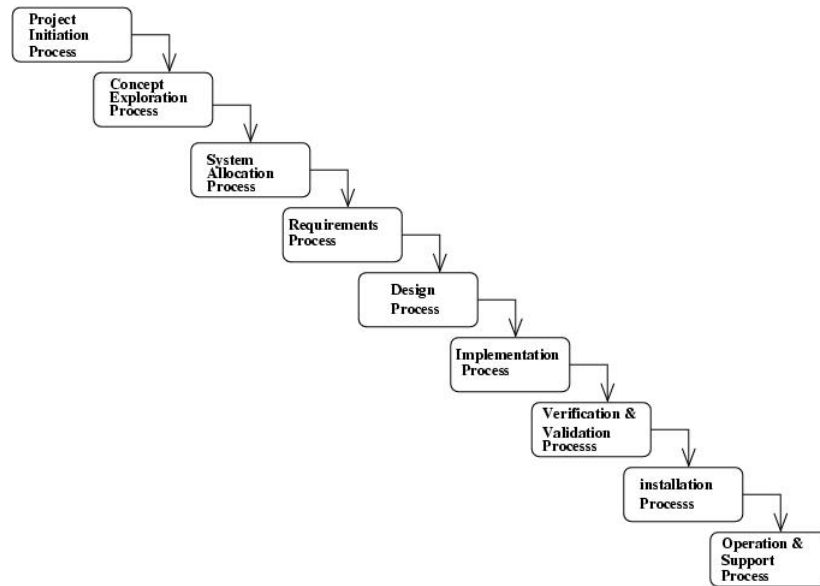 Project
Initiation
Process
Concept
Exploration
Process
System
Allocation
Process
Requirements
Process
Design
Process
Implementation
Process
Verification &
Validation
Processs
installation
Processs
Operation &
Support
Process